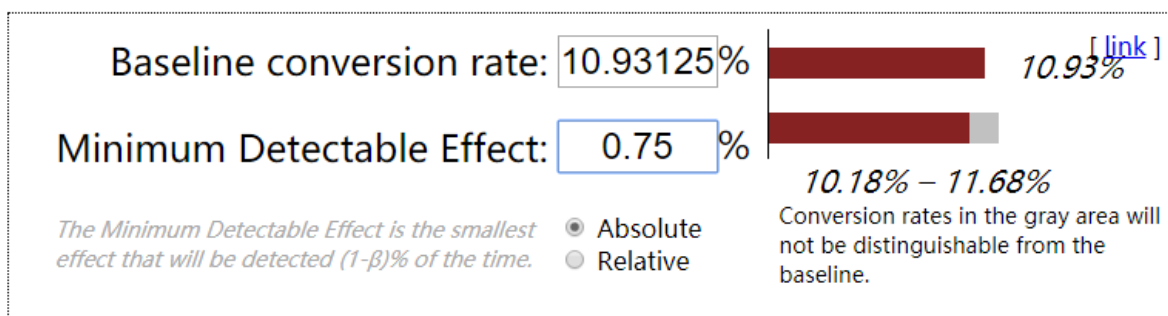 Baseline conversion rate: 10.93125%
[ link ]
10.93%
Minimum Detectable Effect: 0.75 %
10.18% – 11.68%
The Minimum Detectable Effect is the smallest
effect that will be detected (1-β)% of the time.
Absolute
Relative
Conversion rates in the gray area will
not be distinguishable from the
baseline.